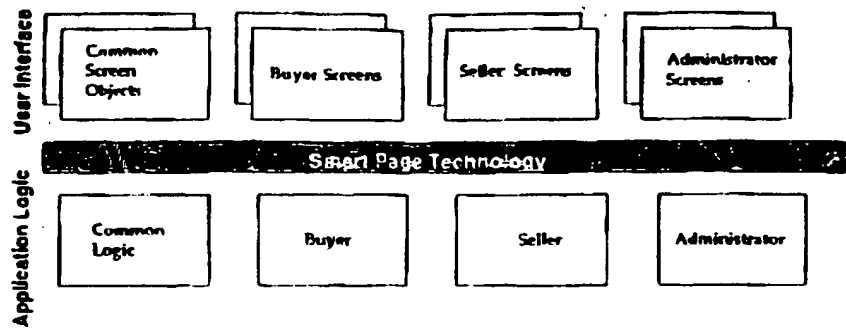 User Interface
Common
Screen
Objects
Buyer Screens
Seller Screens
Administrator
Screens
Smart Page Technology
Application Logic
Common
Logic
Buyer
Seller
Administrator